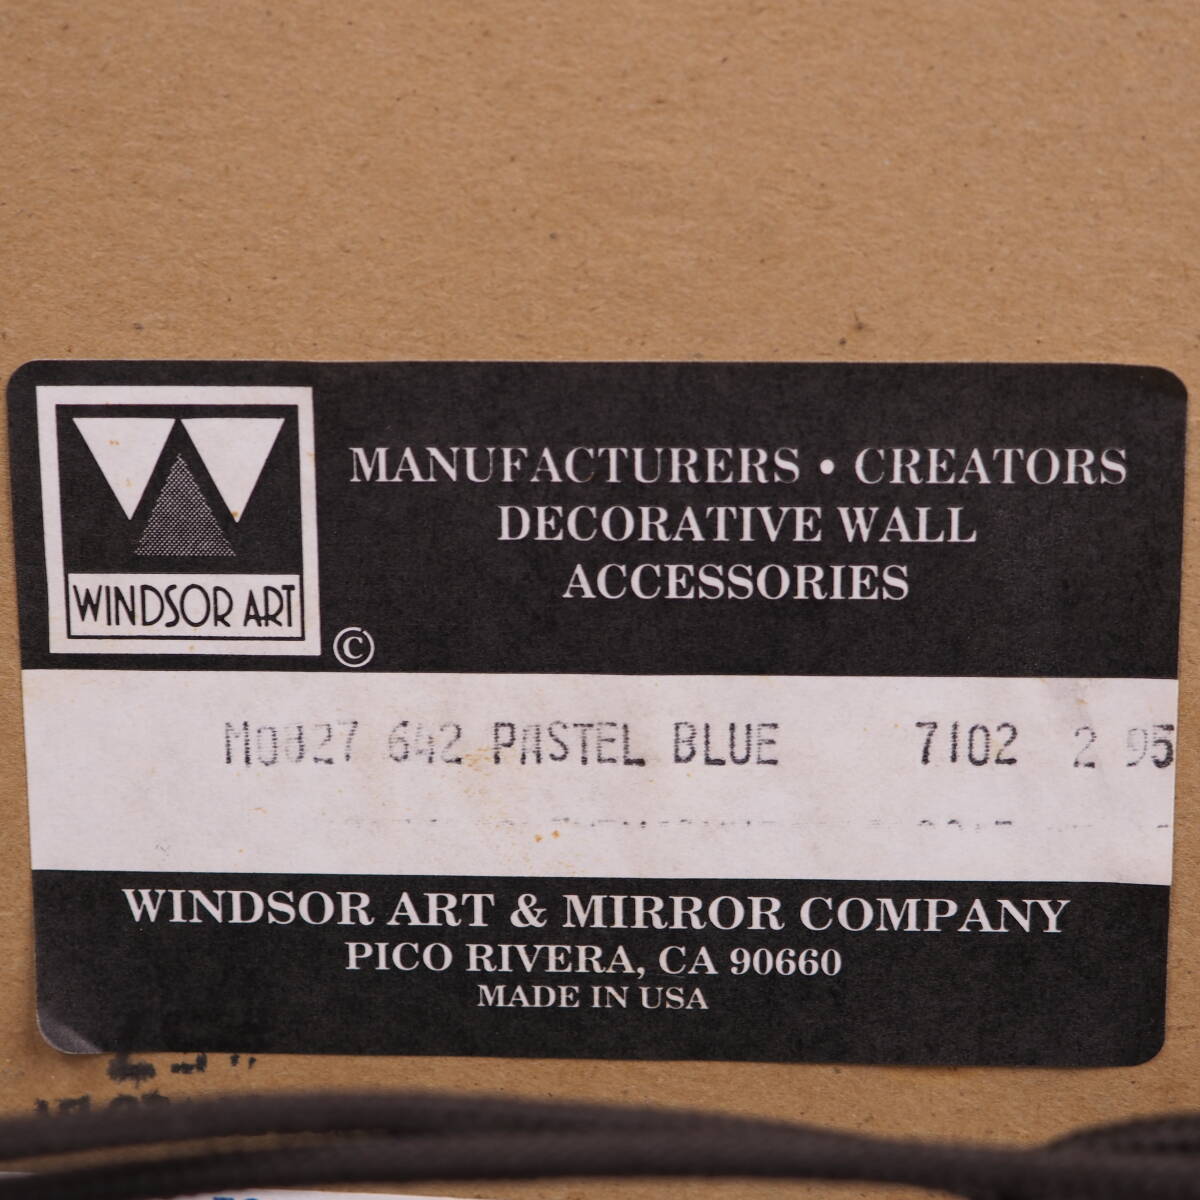 WINDSOR ART
©
MANUFACTURERS • CREATORS
DECORATIVE WALL
ACCESSORIES
M0827 642 PASTEL BLUE 7102 2 95
WINDSOR ART & MIRROR COMPANY
PICO RIVERA, CA 90660
MADE IN USA